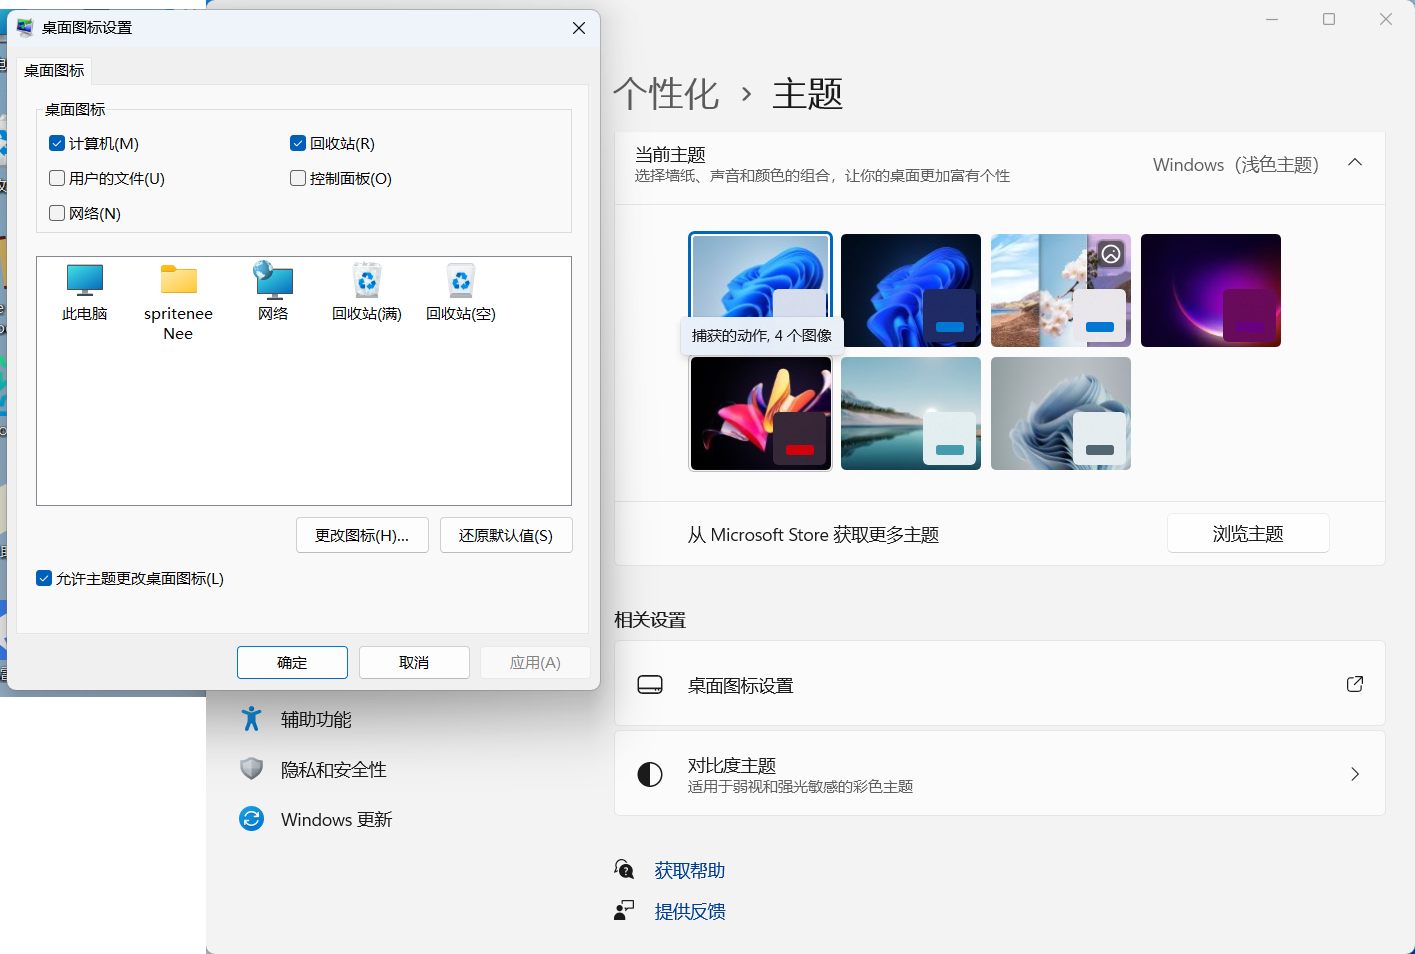 桌面图标设置
桌面图标
桌面图标
计算机(M)
回收站(R)
用户的文件(U)
控制面板(O)
网络(N)
此电脑
spriteneeNee
网络
回收站(满)
回收站(空)
更改图标(H)...
还原默认值(S)
允许主题更改桌面图标(L)
确定
取消
应用(A)
辅助功能
隐私和安全性
Windows 更新
个性化 › 主题
当前主题
选择墙纸、声音和颜色的组合，让你的桌面更加富有个性
Windows（浅色主题）
捕获的动作, 4 个图像
从 Microsoft Store 获取更多主题
浏览主题
相关设置
桌面图标设置
对比度主题
适用于弱视和强光敏感的彩色主题
获取帮助
提供反馈